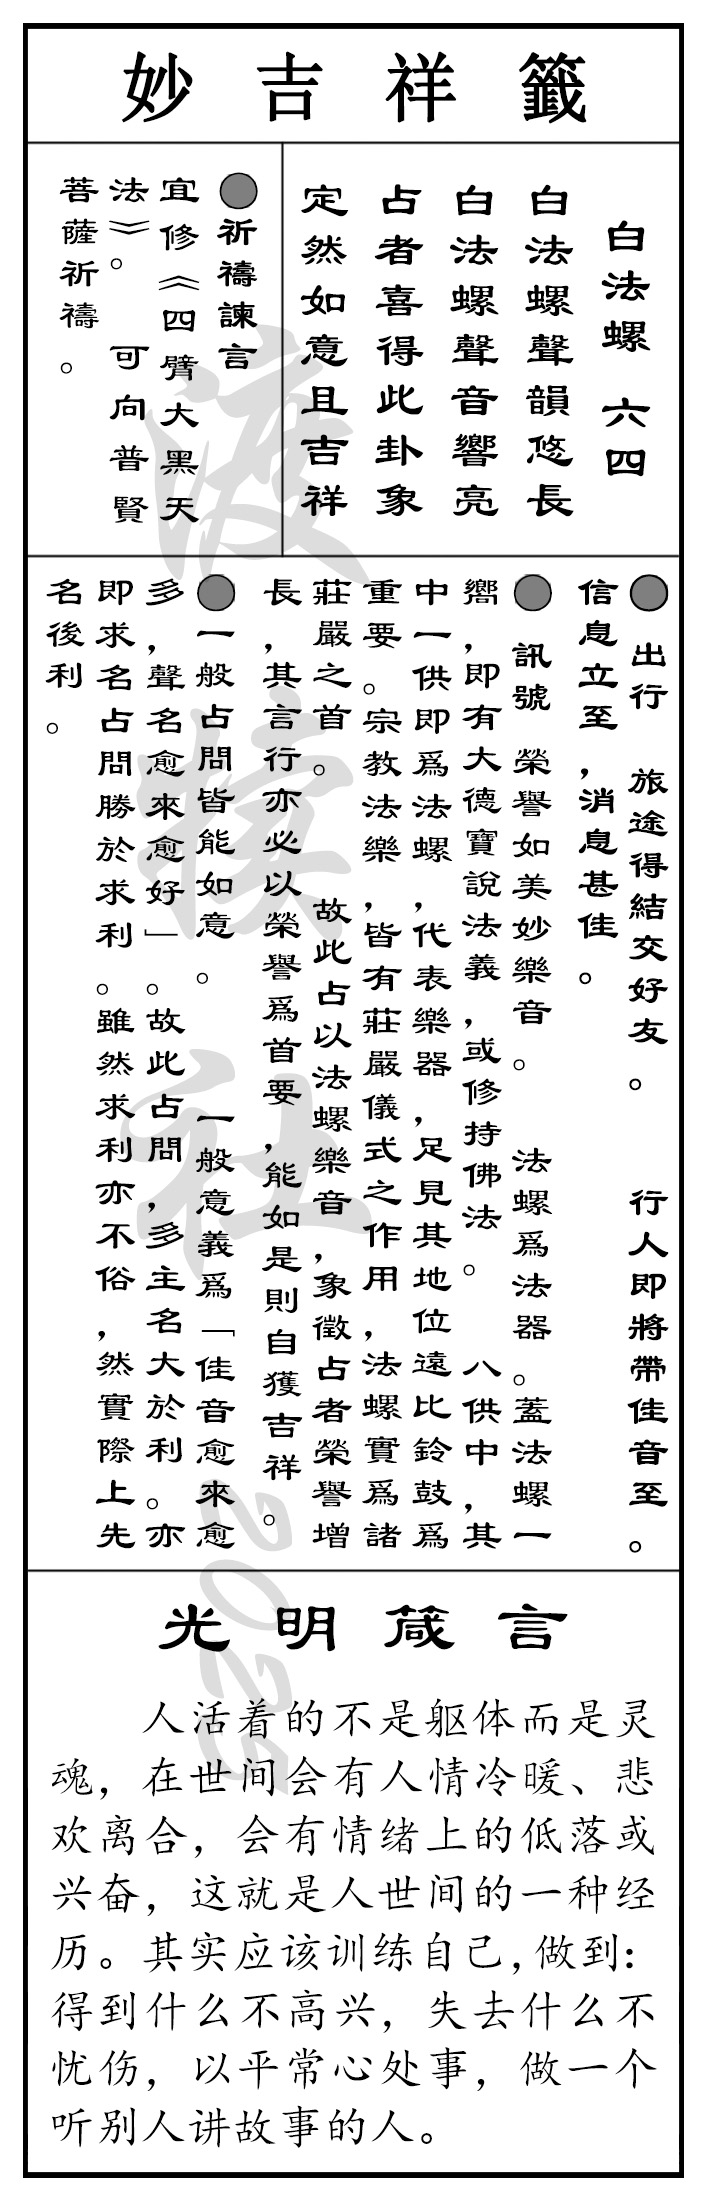 妙吉祥籤
白法螺 六四
白法螺聲韻悠長
白法螺聲音響亮
占者喜得此卦象
定然如意且吉祥
●祈禱諫言
宜修《四臂大黑天
法》。 可向普賢
菩薩祈禱。
● 出行 旅途得結交好友。 行人即將帶佳音至。
信息立至,消息甚佳。
● 訊號 榮譽如美妙樂音。 法螺爲法器。蓋法螺一
嚮,即有大德寶說法義,或修持佛法。 八供中,其
中一供即爲法螺,代表樂器,足見其地位遠比鈴鼓爲
重要。宗教法樂,皆有莊嚴儀式之作用,法螺實爲諸
莊嚴之首。 故此占以法螺樂音,象徵占者榮譽增
長,其言行亦必以榮譽爲首要,能如是則自獲吉祥。
●一般占問皆能如意。 一般意義爲「佳音愈來愈
多,聲名愈來愈好」。故此占問,多主名大於利。亦
即求名占問勝於求利。雖然求利亦不俗,然實際上先
名後利。
光明箴言
人活着的不是躯体而是灵
魂，在世间会有人情冷暖、悲
欢离合，会有情绪上的低落或
兴奋，这就是人世间的一种经
历。其实应该训练自己,做到:
得到什么不高兴，失去什么不
忧伤，以平常心处事，做一个
听别人讲故事的人。
渡 社 2025